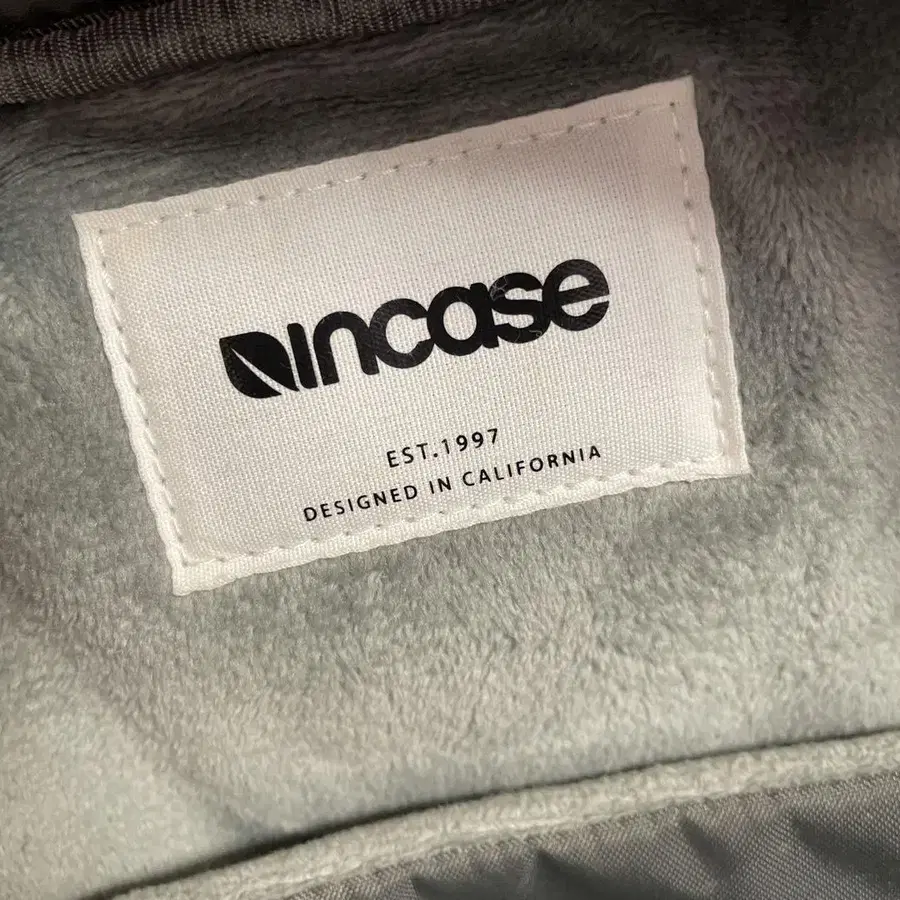 incase
EST.1997
DESIGNED IN CALIFORNIA